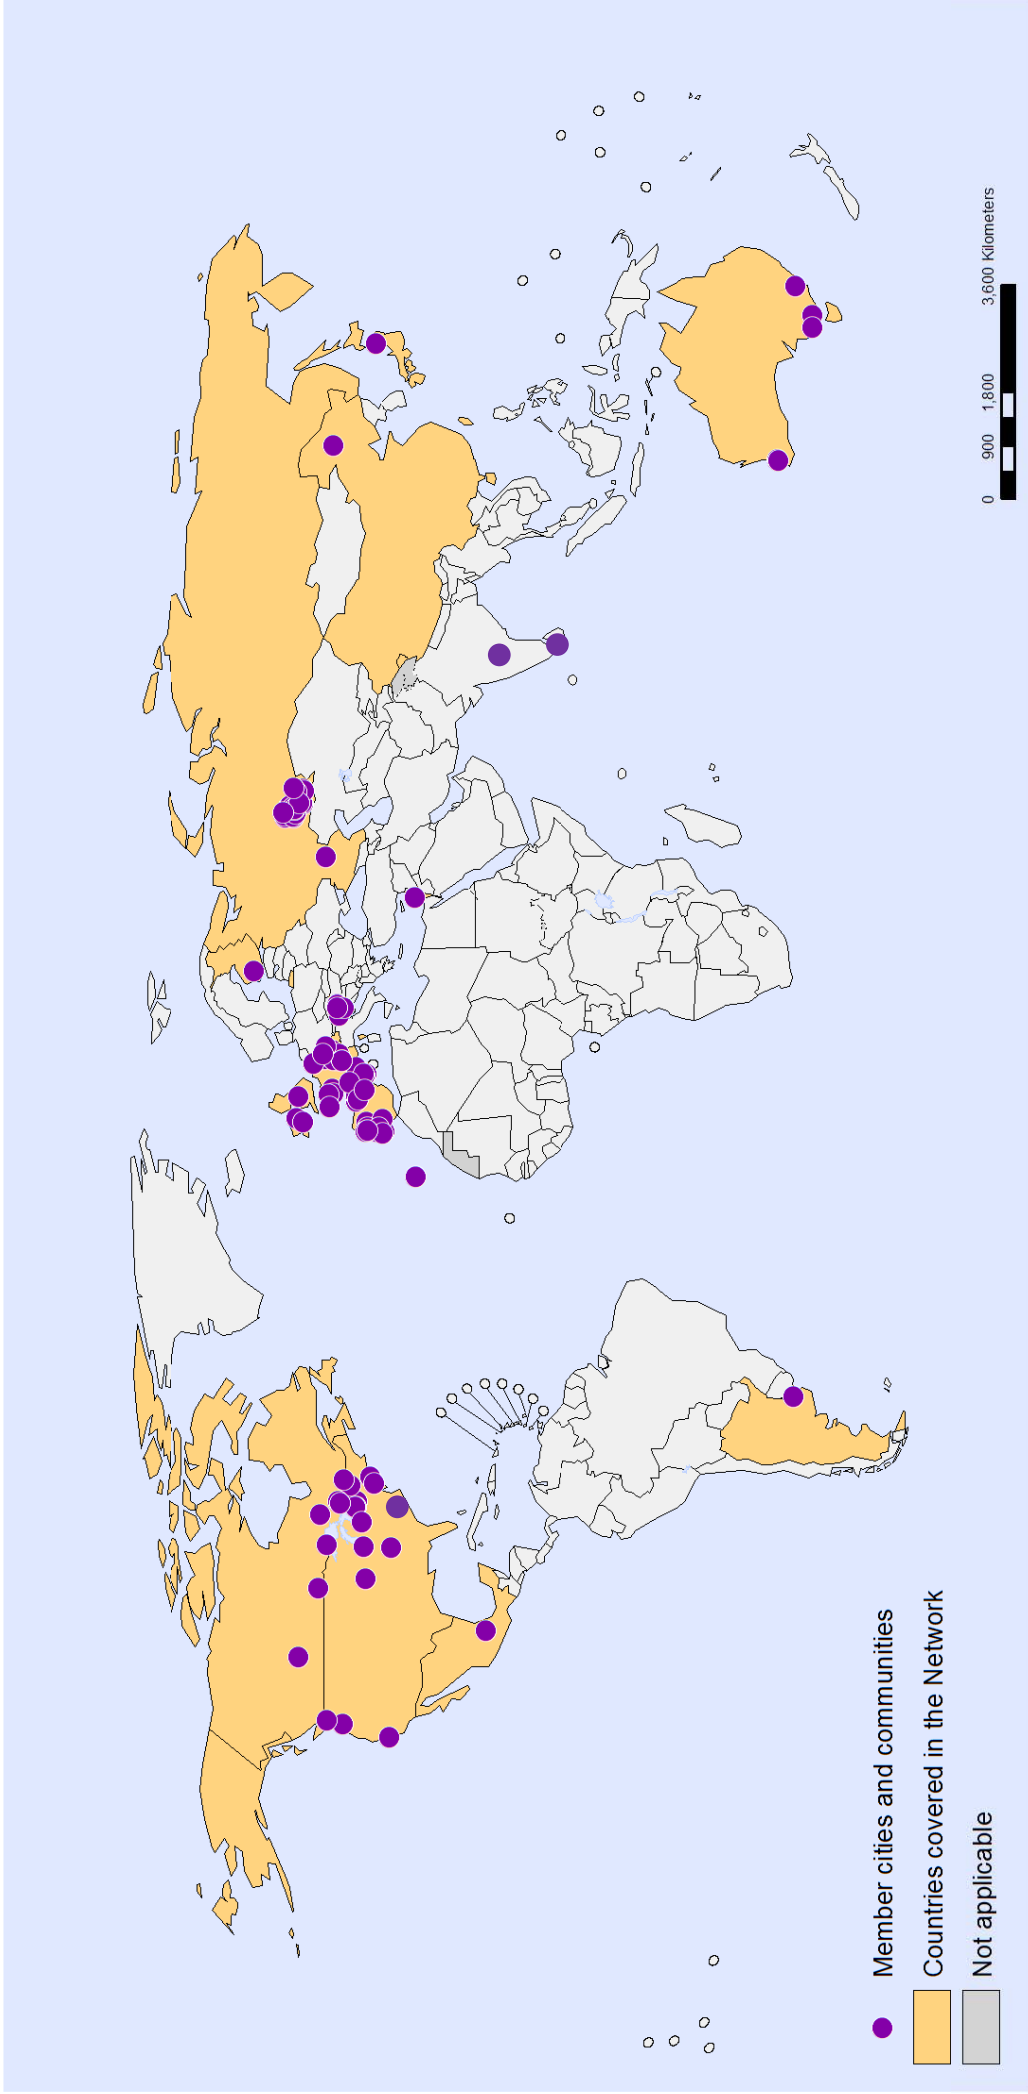 Member cities and communities
Countries covered in the Network
Not applicable
0 900 1,800 3,600 Kilometers